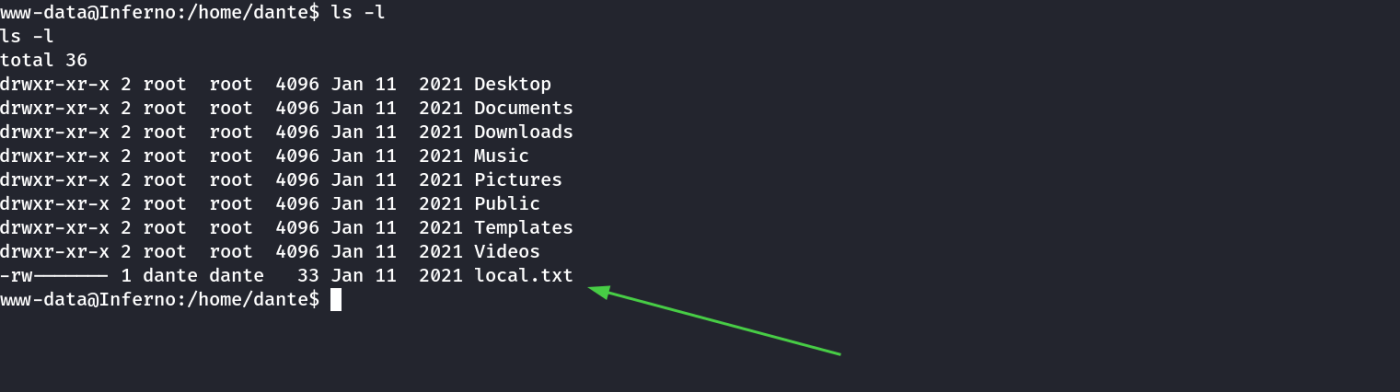 www-data@Inferno:/home/dante$ ls -l
ls -l
total 36
drwxr-xr-x 2 root  root  4096 Jan 11  2021 Desktop
drwxr-xr-x 2 root  root  4096 Jan 11  2021 Documents
drwxr-xr-x 2 root  root  4096 Jan 11  2021 Downloads
drwxr-xr-x 2 root  root  4096 Jan 11  2021 Music
drwxr-xr-x 2 root  root  4096 Jan 11  2021 Pictures
drwxr-xr-x 2 root  root  4096 Jan 11  2021 Public
drwxr-xr-x 2 root  root  4096 Jan 11  2021 Templates
drwxr-xr-x 2 root  root  4096 Jan 11  2021 Videos
-rw------- 1 dante dante   33 Jan 11  2021 local.txt
www-data@Inferno:/home/dante$